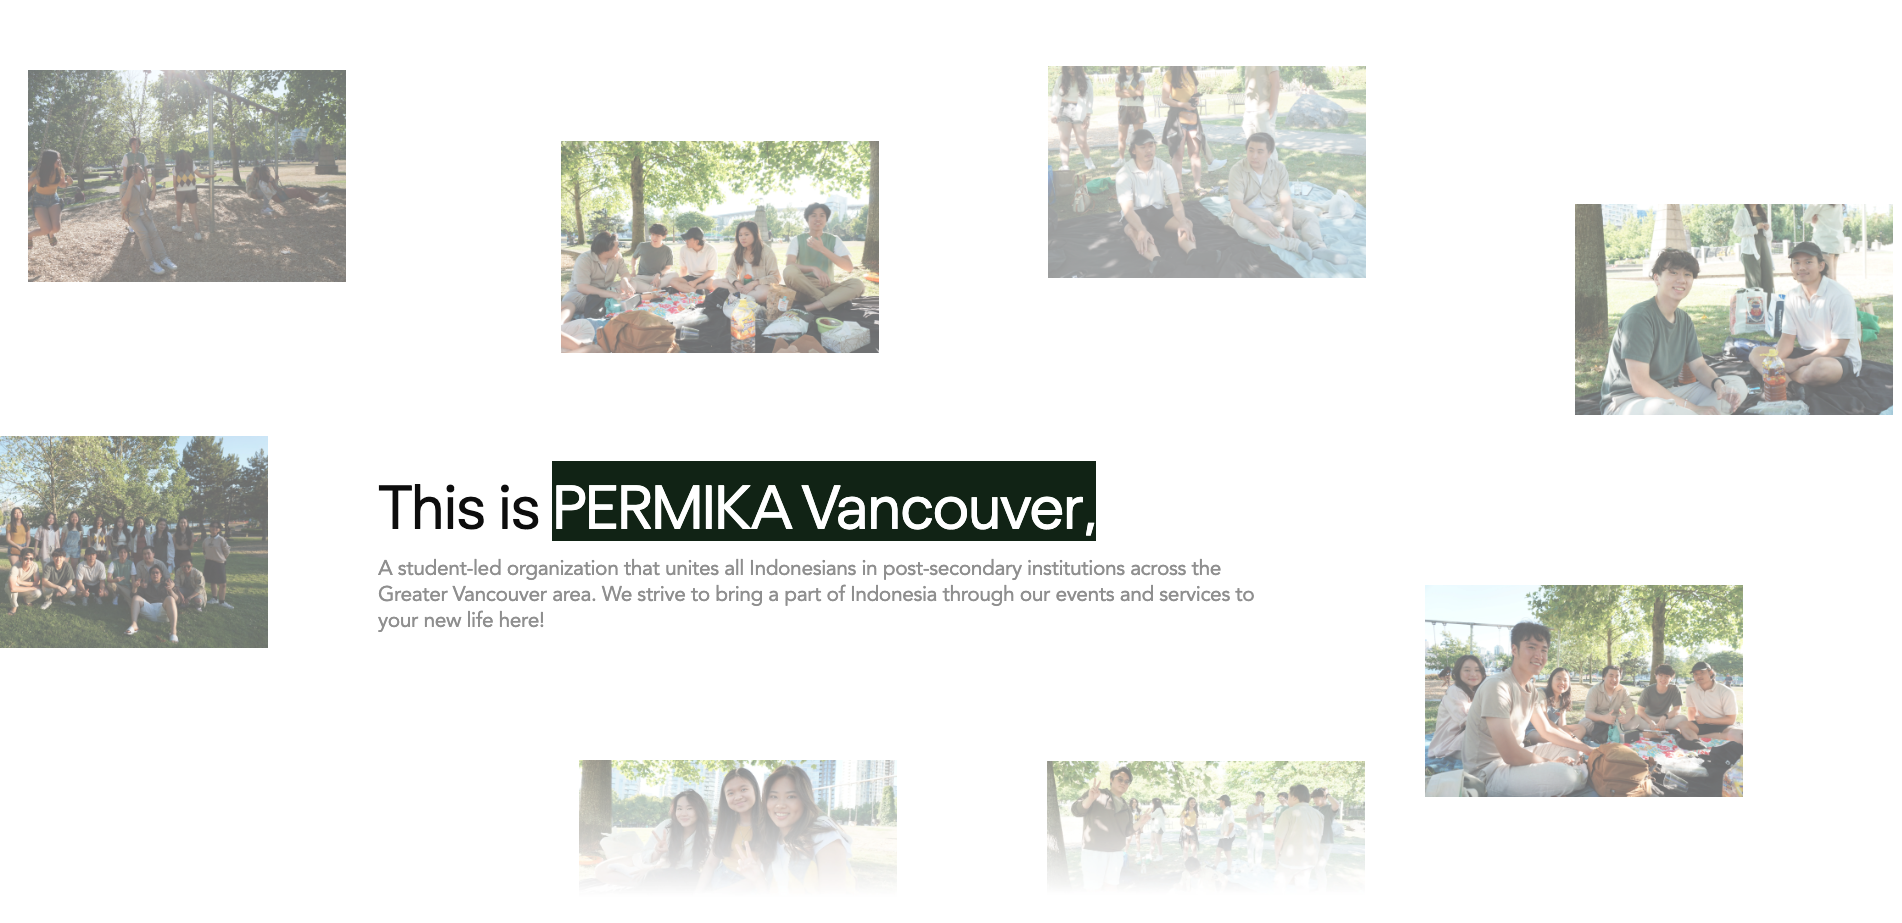 This is PERMIKA Vancouver,
A student-led organization that unites all Indonesians in post-secondary institutions across the
Greater Vancouver area. We strive to bring a part of Indonesia through our events and services to
your new life here!